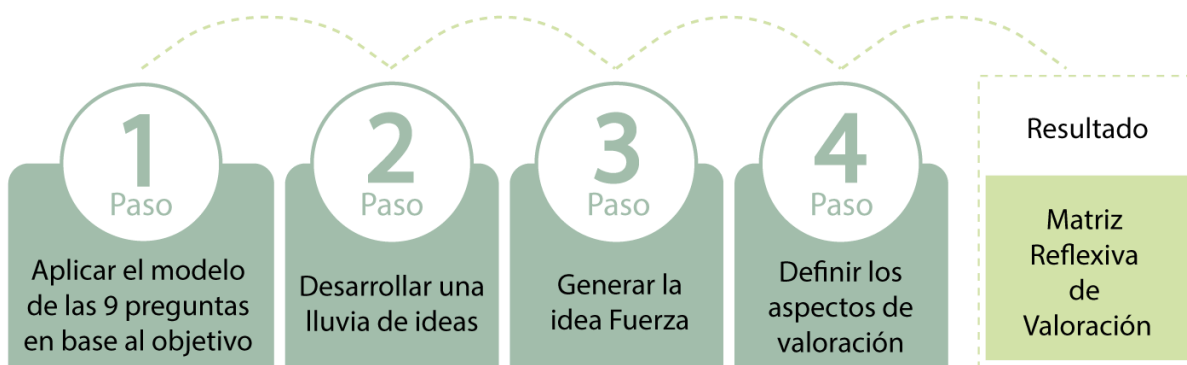 1
Paso
Aplicar el modelo
de las 9 preguntas
en base al objetivo
2
Paso
Desarrollar una
lluvia de ideas
3
Paso
Generar la
idea Fuerza
4
Paso
Definir los
aspectos de
valoración
Resultado
Matriz
Reflexiva
de
Valoración